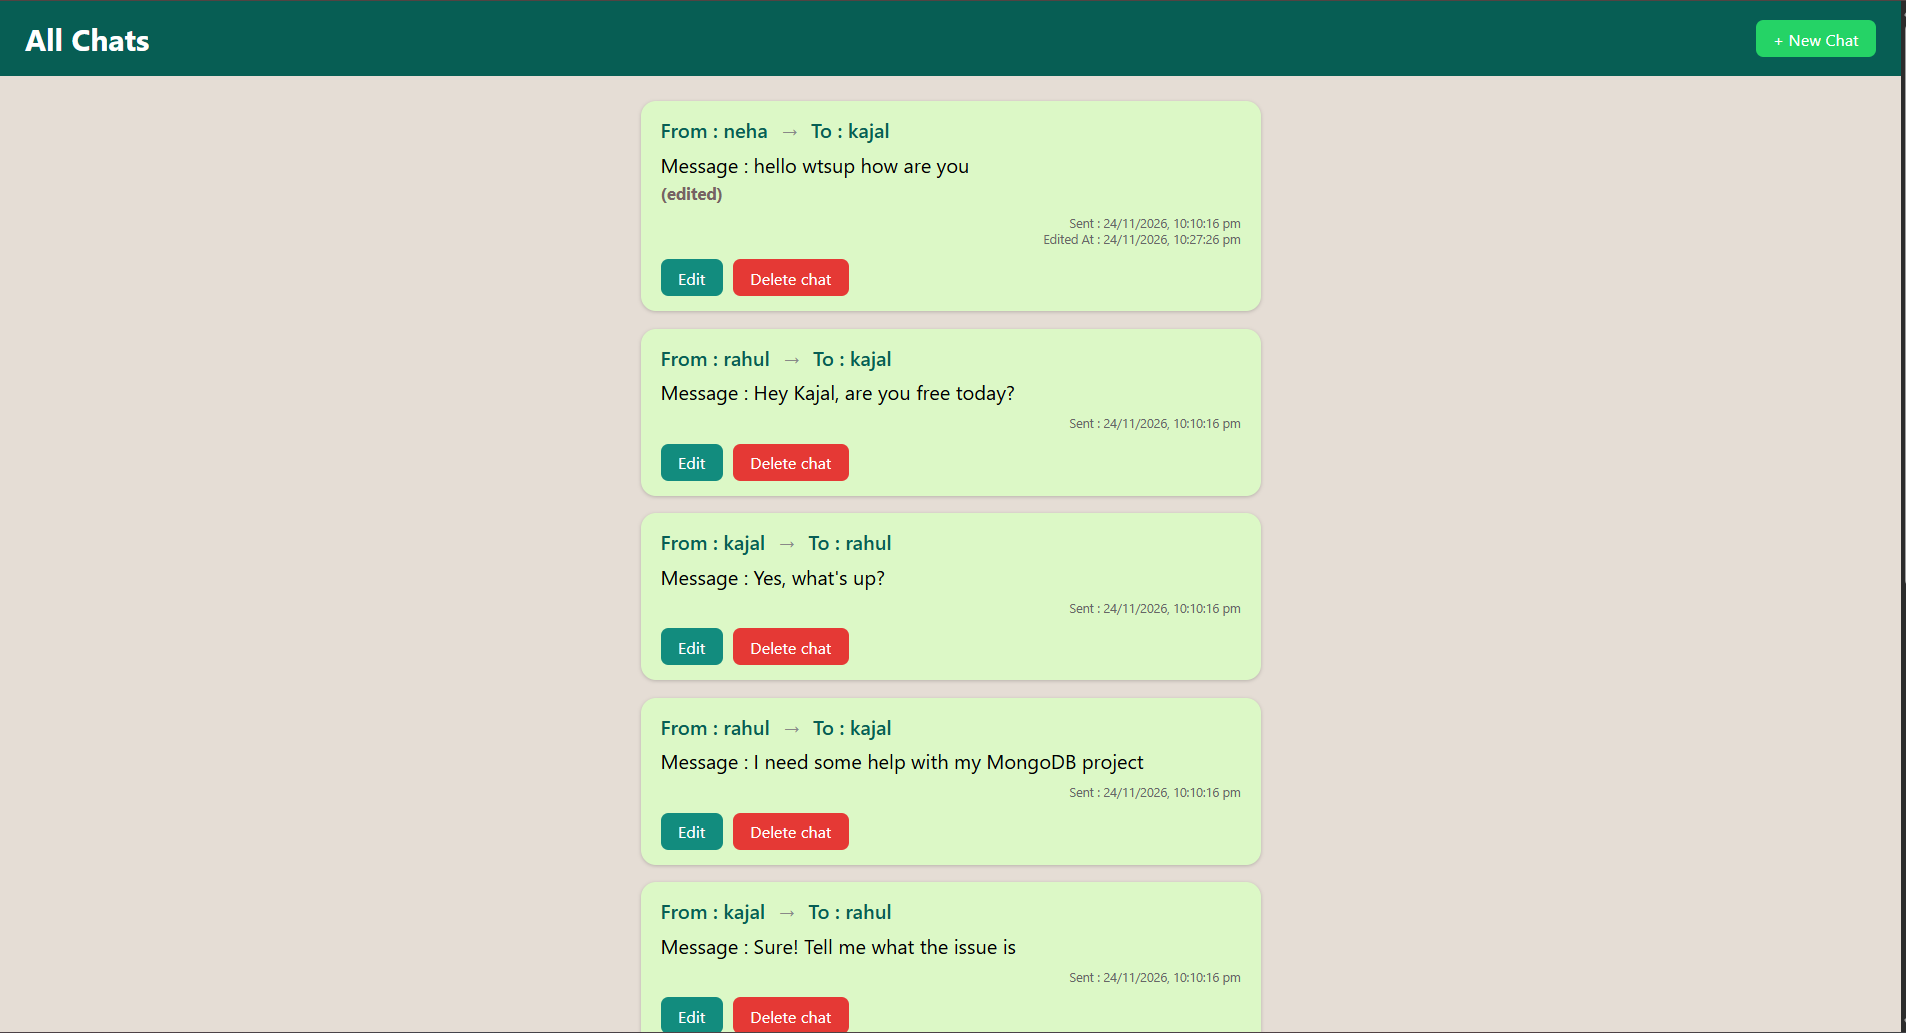 All Chats
+ New Chat
From : neha → To : kajal
Message : hello wtsup how are you
(edited)
Sent : 24/11/2026, 10:10:16 pm
Edited At : 24/11/2026, 10:27:26 pm
Edit Delete chat
From : rahul → To : kajal
Message : Hey Kajal, are you free today?
Sent : 24/11/2026, 10:10:16 pm
Edit Delete chat
From : kajal → To : rahul
Message : Yes, what's up?
Sent : 24/11/2026, 10:10:16 pm
Edit Delete chat
From : rahul → To : kajal
Message : I need some help with my MongoDB project
Sent : 24/11/2026, 10:10:16 pm
Edit Delete chat
From : kajal → To : rahul
Message : Sure! Tell me what the issue is
Sent : 24/11/2026, 10:10:16 pm
Edit Delete chat